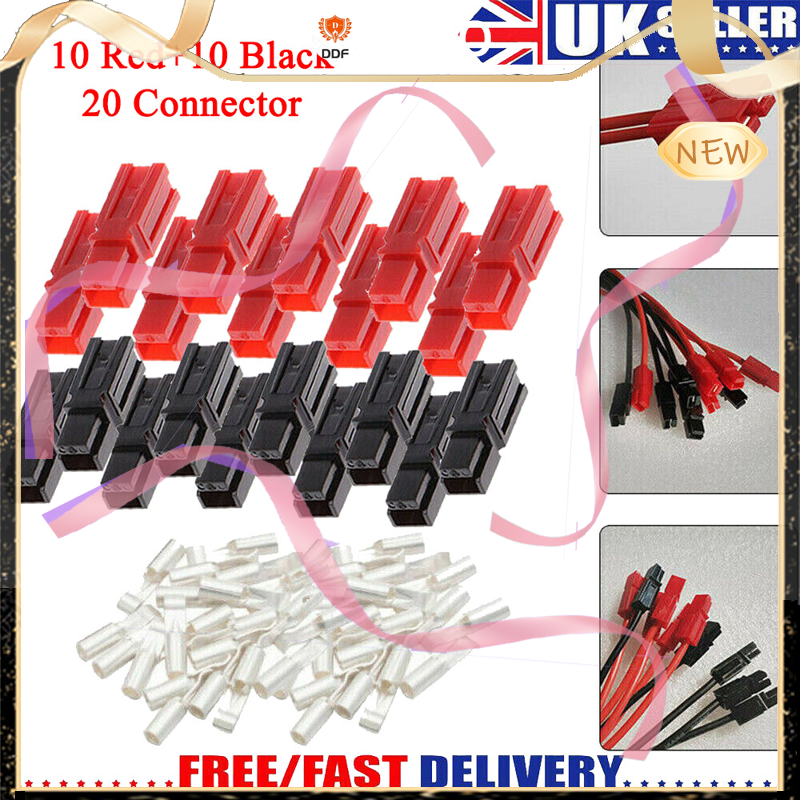 DDF
UK SELLER
10 Red+10 Black
20 Connector
NEW
FREE/FAST DELIVERY